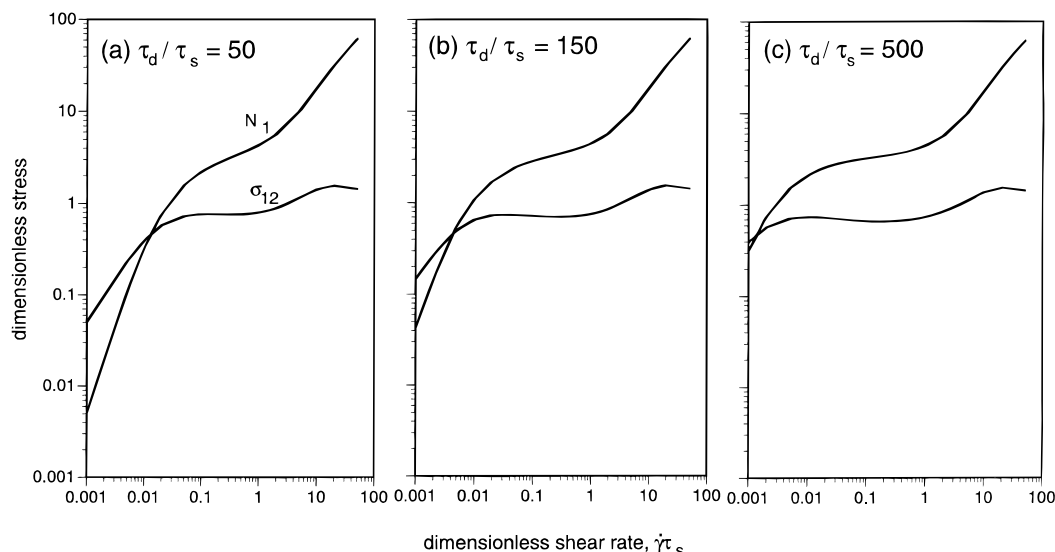 (a) τd / τs = 50
(b) τd / τs = 150
(c) τd / τs = 500
100
10
1
0.1
0.01
0.001
dimensionless stress
N1
σ12
0.001 0.01 0.1 1 10 100
0.001 0.01 0.1 1 10 100
0.001 0.01 0.1 1 10 100
dimensionless shear rate, γ̇τs